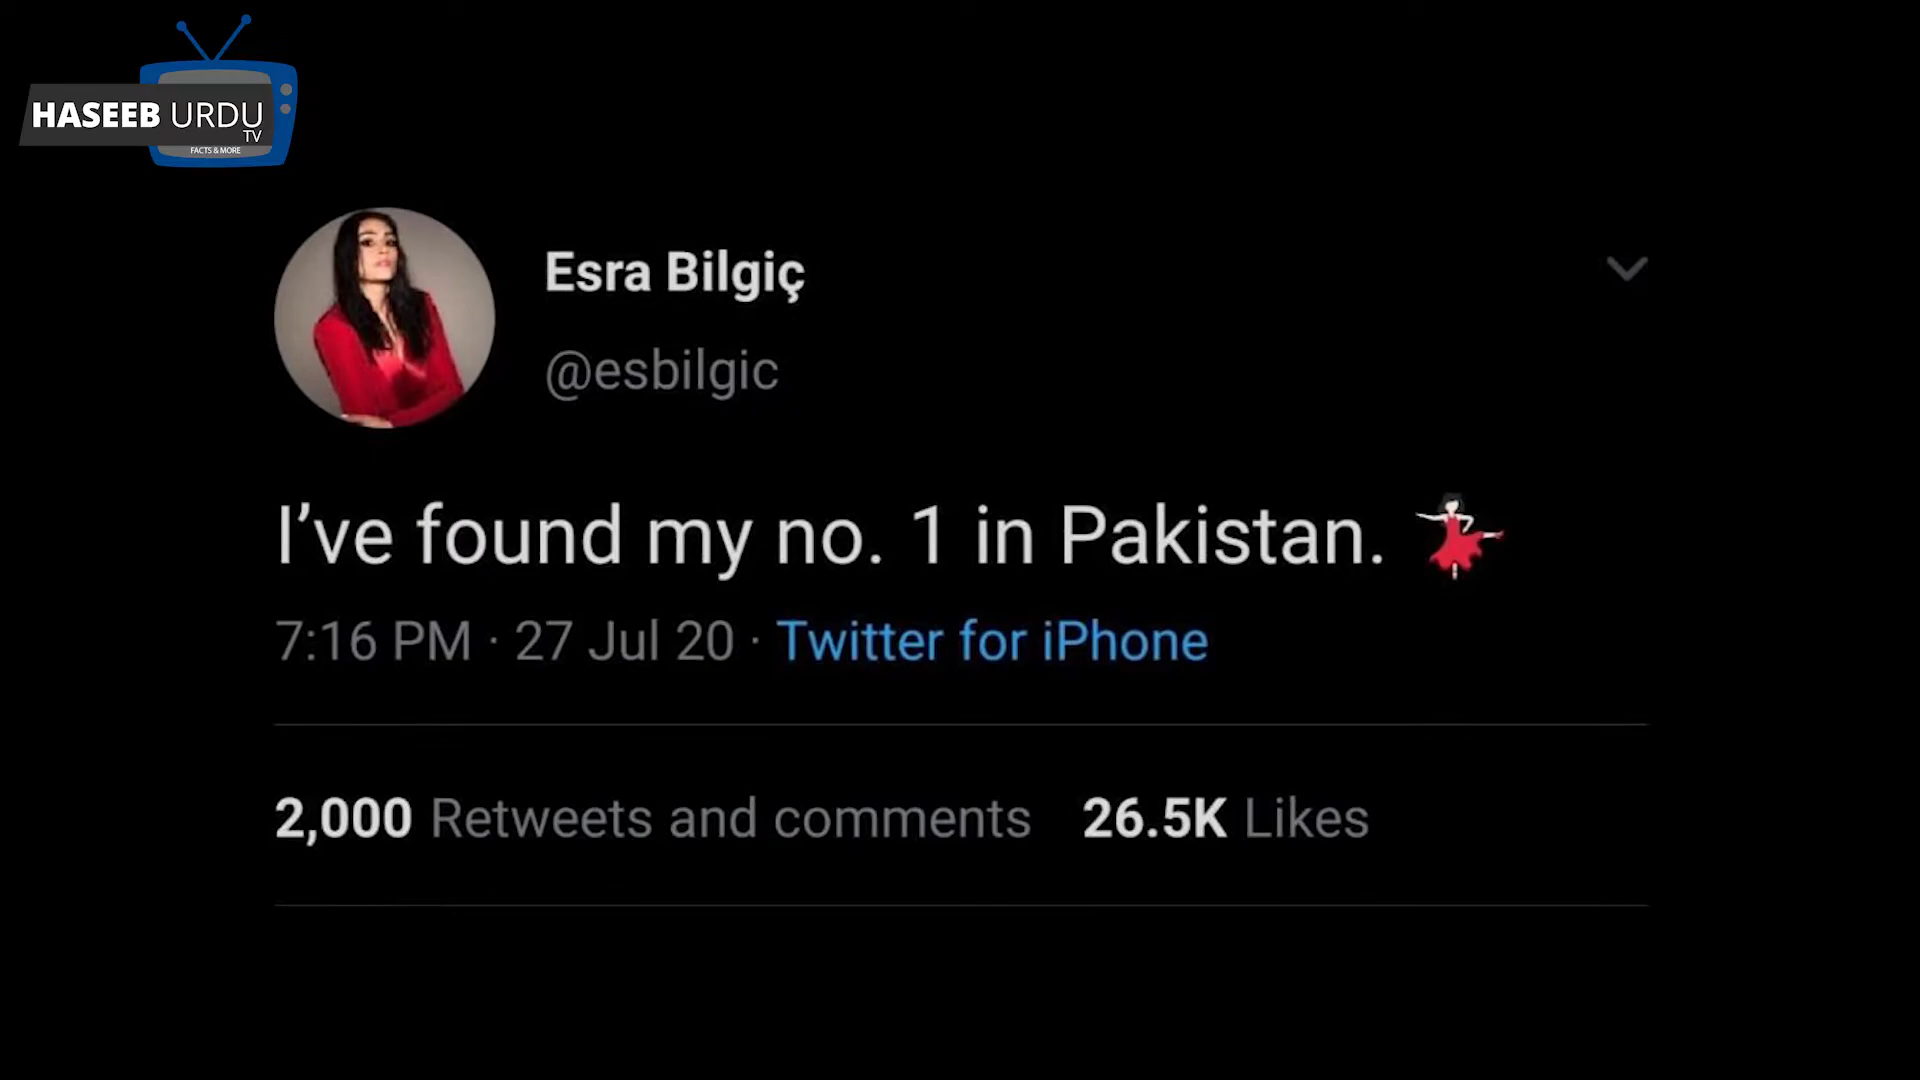 HASEEB URDU
TV
FACTS & MORE
Esra Bilgiç
@esbilgic
I’ve found my no. 1 in Pakistan. 💃
7:16 PM · 27 Jul 20 · Twitter for iPhone
2,000 Retweets and comments 26.5K Likes